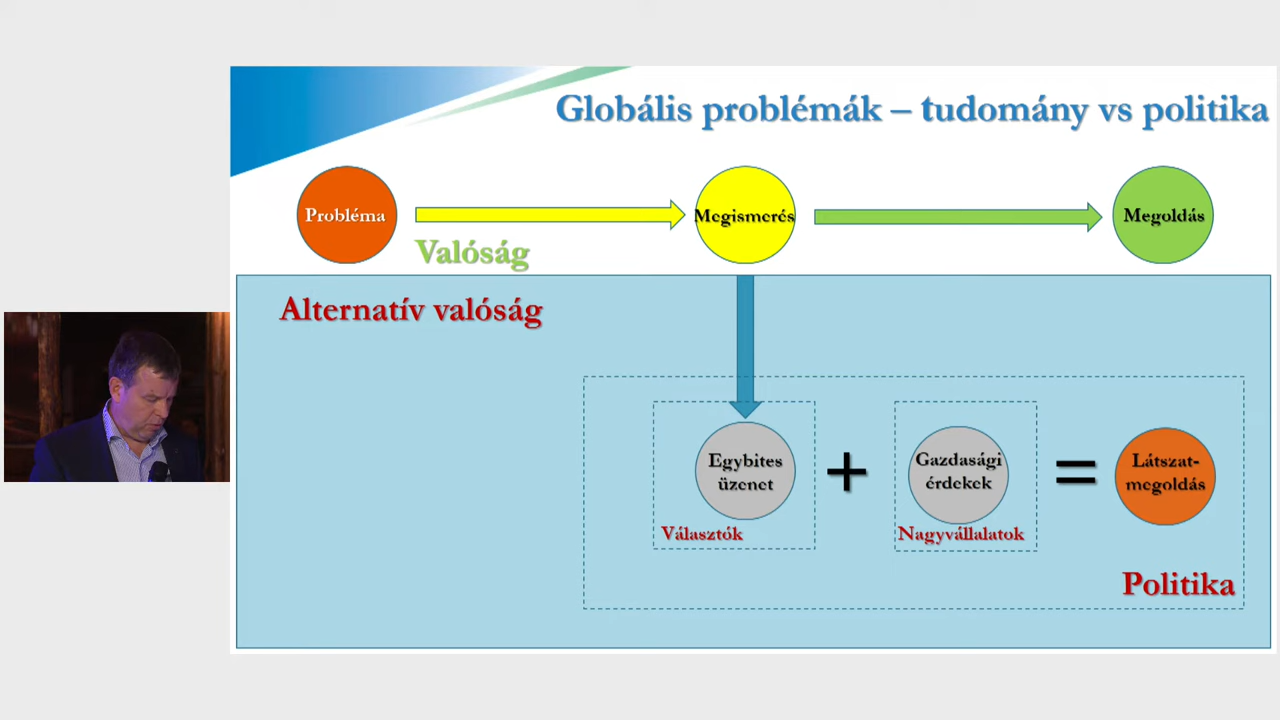 Globális problémák – tudomány vs politika
Probléma
Megismerés
Megoldás
Valóság
Alternatív valóság
Egybites
üzenet
+
Gazdasági
érdekek
=
Látszat-
megoldás
Választók
Nagyvállalatok
Politika